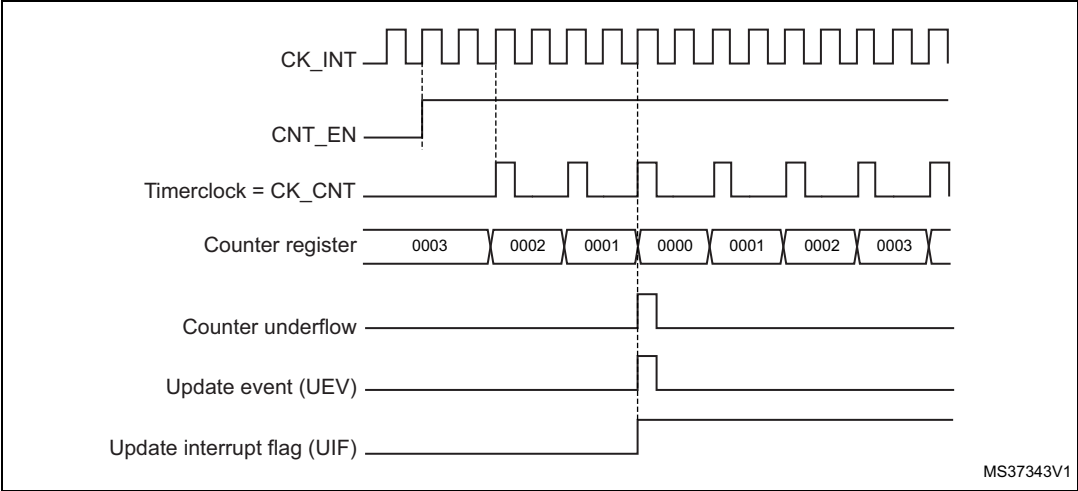 CK_INT
CNT_EN
Timerclock = CK_CNT
Counter register 0003 0002 0001 0000 0001 0002 0003
Counter underflow
Update event (UEV)
Update interrupt flag (UIF)
MS37343V1